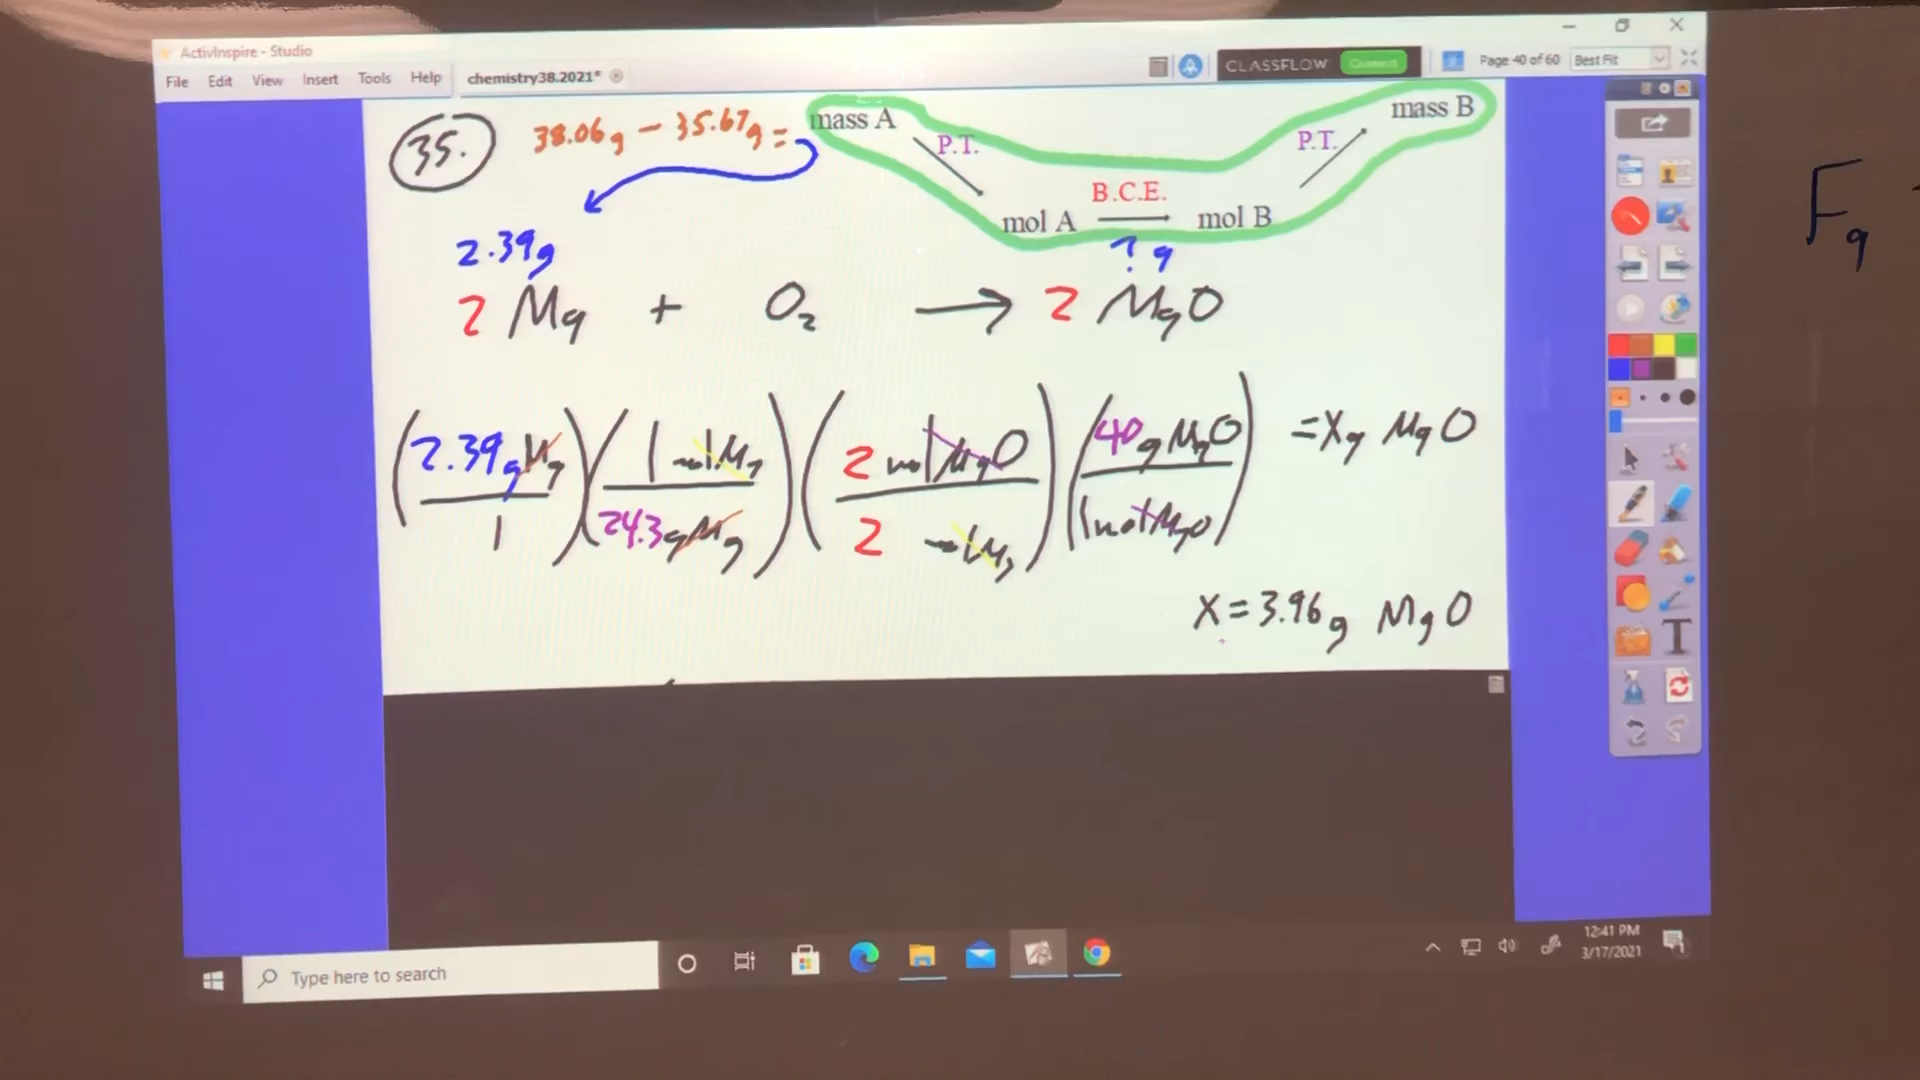 ActivInspire - Studio
File Edit View Insert Tools Help chemistry38.2021*
CLASSFLOW Connect Page 40 of 60 Best Fit
35. 38.06g - 35.67g = mass A mass B
P.T. P.T.
B.C.E.
mol A mol B
2.39g ? g
2 Mg + O2 → 2 MgO
(2.39g Mg / 1)(1 mol Mg / 24.3g Mg)(2 mol MgO / 2 mol Mg)(40g MgO / 1 mol MgO) = Xg MgO
X = 3.96g MgO
F9
T
Type here to search
12:41 PM
3/17/2021